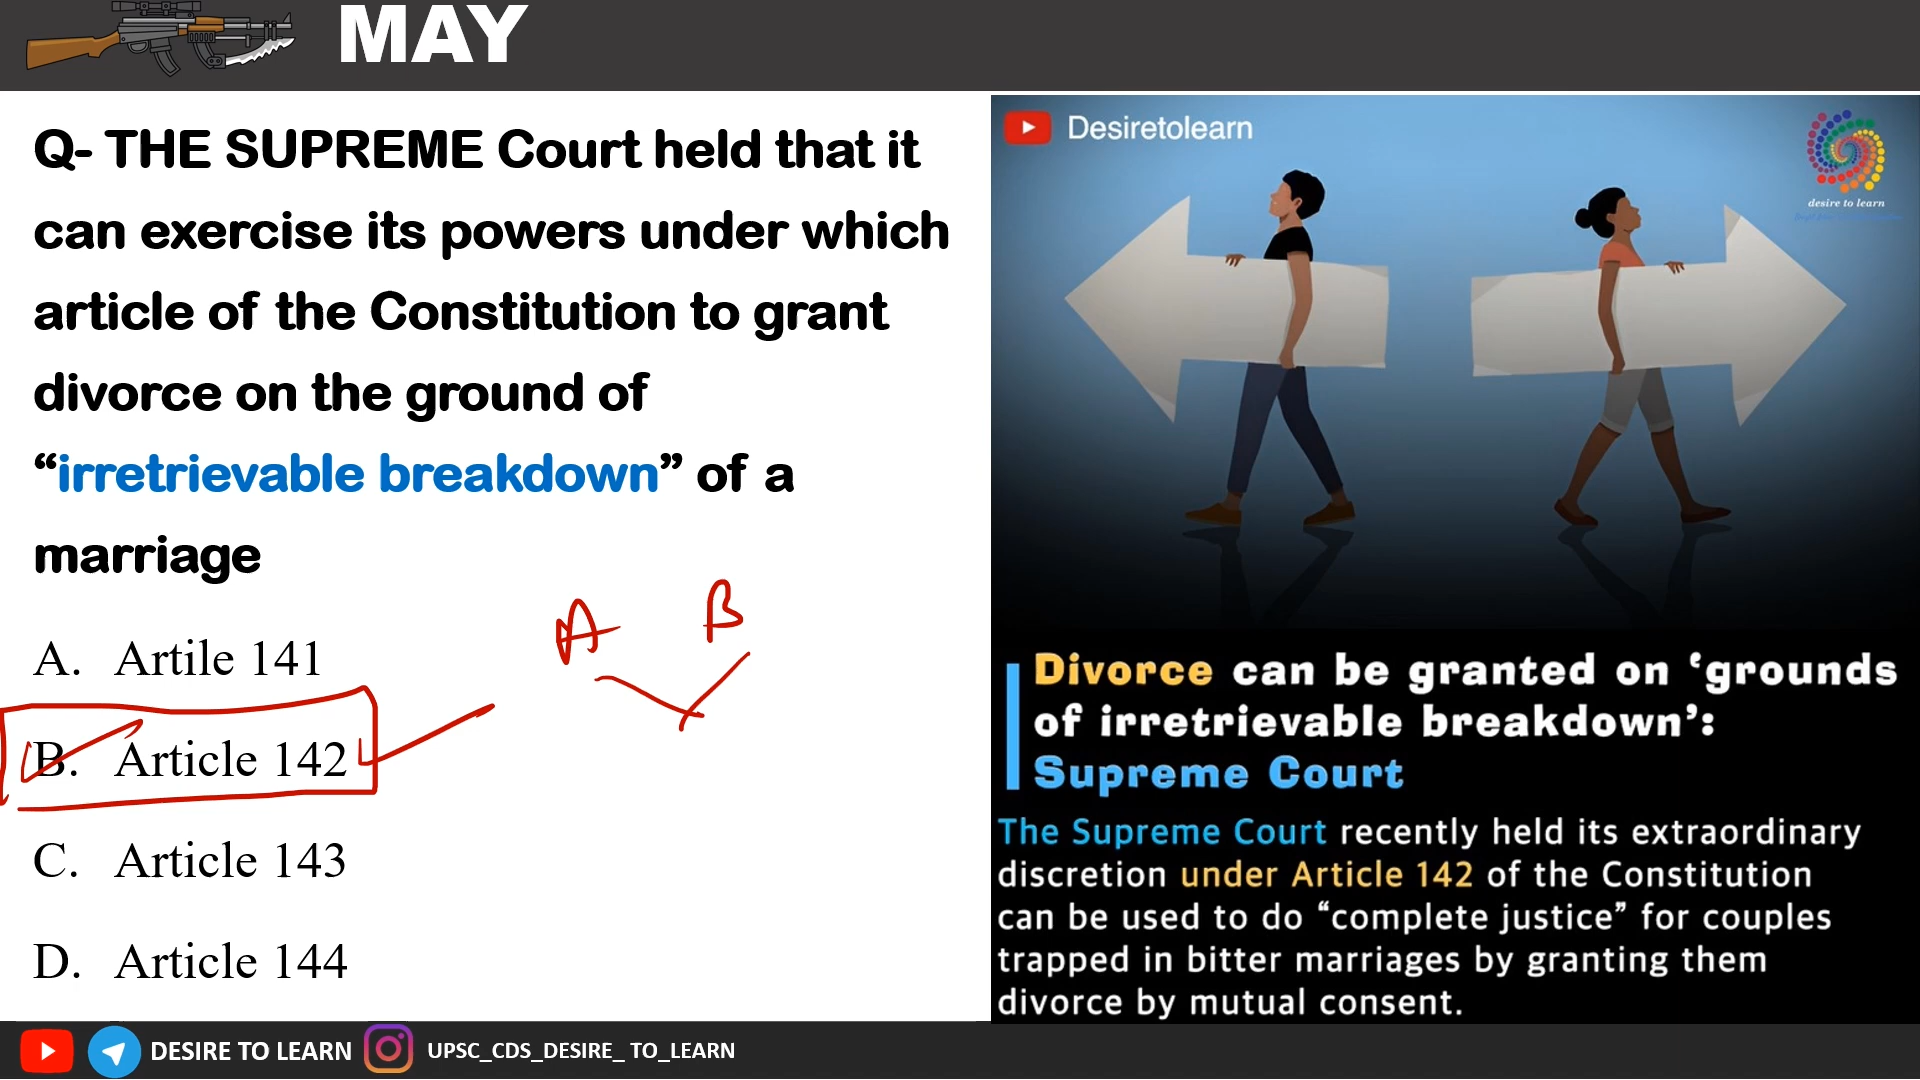 MAY
Q- THE SUPREME Court held that it
can exercise its powers under which
article of the Constitution to grant
divorce on the ground of
“irretrievable breakdown” of a
marriage
A. Artile 141
B. Article 142
C. Article 143
D. Article 144
A B
Desiretolearn
desire to learn
Divorce can be granted on ‘grounds
of irretrievable breakdown’:
Supreme Court
The Supreme Court recently held its extraordinary
discretion under Article 142 of the Constitution
can be used to do “complete justice” for couples
trapped in bitter marriages by granting them
divorce by mutual consent.
DESIRE TO LEARN
UPSC_CDS_DESIRE_ TO_LEARN